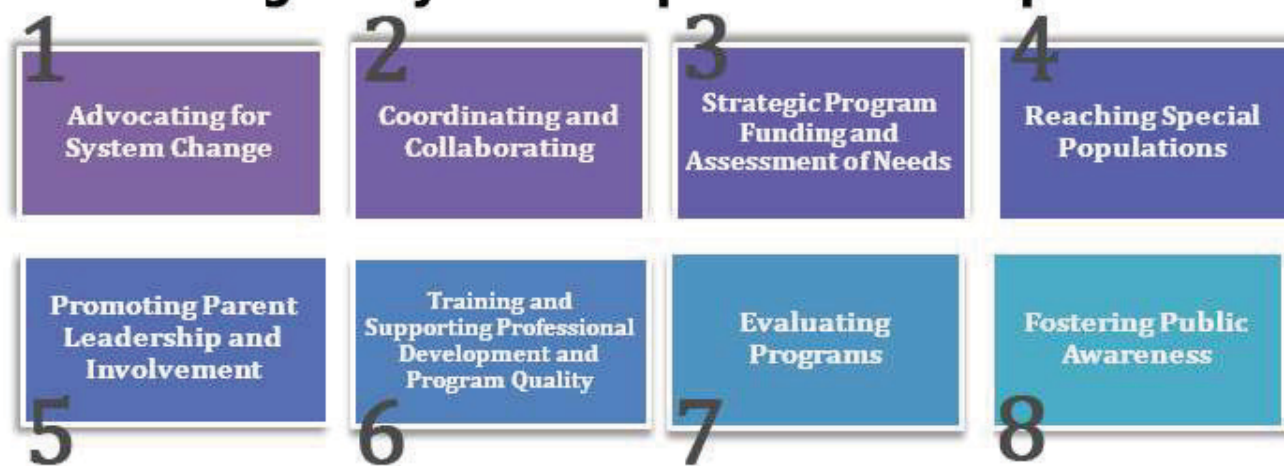 1
Advocating for
System Change
2
Coordinating and
Collaborating
3
Strategic Program
Funding and
Assessment of Needs
4
Reaching Special
Populations
Promoting Parent
Leadership and
Involvement
5
Training and
Supporting Professional
Development and
Program Quality
6
Evaluating
Programs
7
Fostering Public
Awareness
8